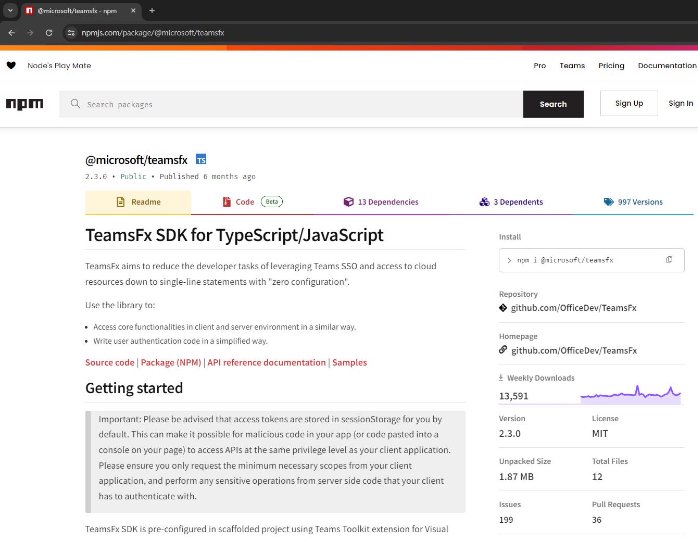 @microsoft/teamsfx - npm
npmjs.com/package/@microsoft/teamsfx
Node's Play Mate
Pro Teams Pricing Documentation
npm Search packages Search Sign Up Sign In
@microsoft/teamsfx TS
2.3.0 • Public • Published 6 months ago
Readme Code Beta 13 Dependencies 3 Dependents 997 Versions
TeamsFx SDK for TypeScript/JavaScript
TeamsFx aims to reduce the developer tasks of leveraging Teams SSO and access to cloud
resources down to single-line statements with "zero configuration".
Use the library to:
• Access core functionalities in client and server environment in a similar way.
• Write user authentication code in a simplified way.
Source code | Package (NPM) | API reference documentation | Samples
Getting started
Important: Please be advised that access tokens are stored in sessionStorage for you by
default. This can make it possible for malicious code in your app (or code pasted into a
console on your page) to access APIs at the same privilege level as your client application.
Please ensure you only request the minimum necessary scopes from your client
application, and perform any sensitive operations from server side code that your client
has to authenticate with.
TeamsFx SDK is pre-configured in scaffolded project using Teams Toolkit extension for Visual
Install
> npm i @microsoft/teamsfx
Repository
github.com/OfficeDev/TeamsFx
Homepage
github.com/OfficeDev/TeamsFx
Weekly Downloads
13,591
Version License
2.3.0 MIT
Unpacked Size Total Files
1.87 MB 12
Issues Pull Requests
199 36